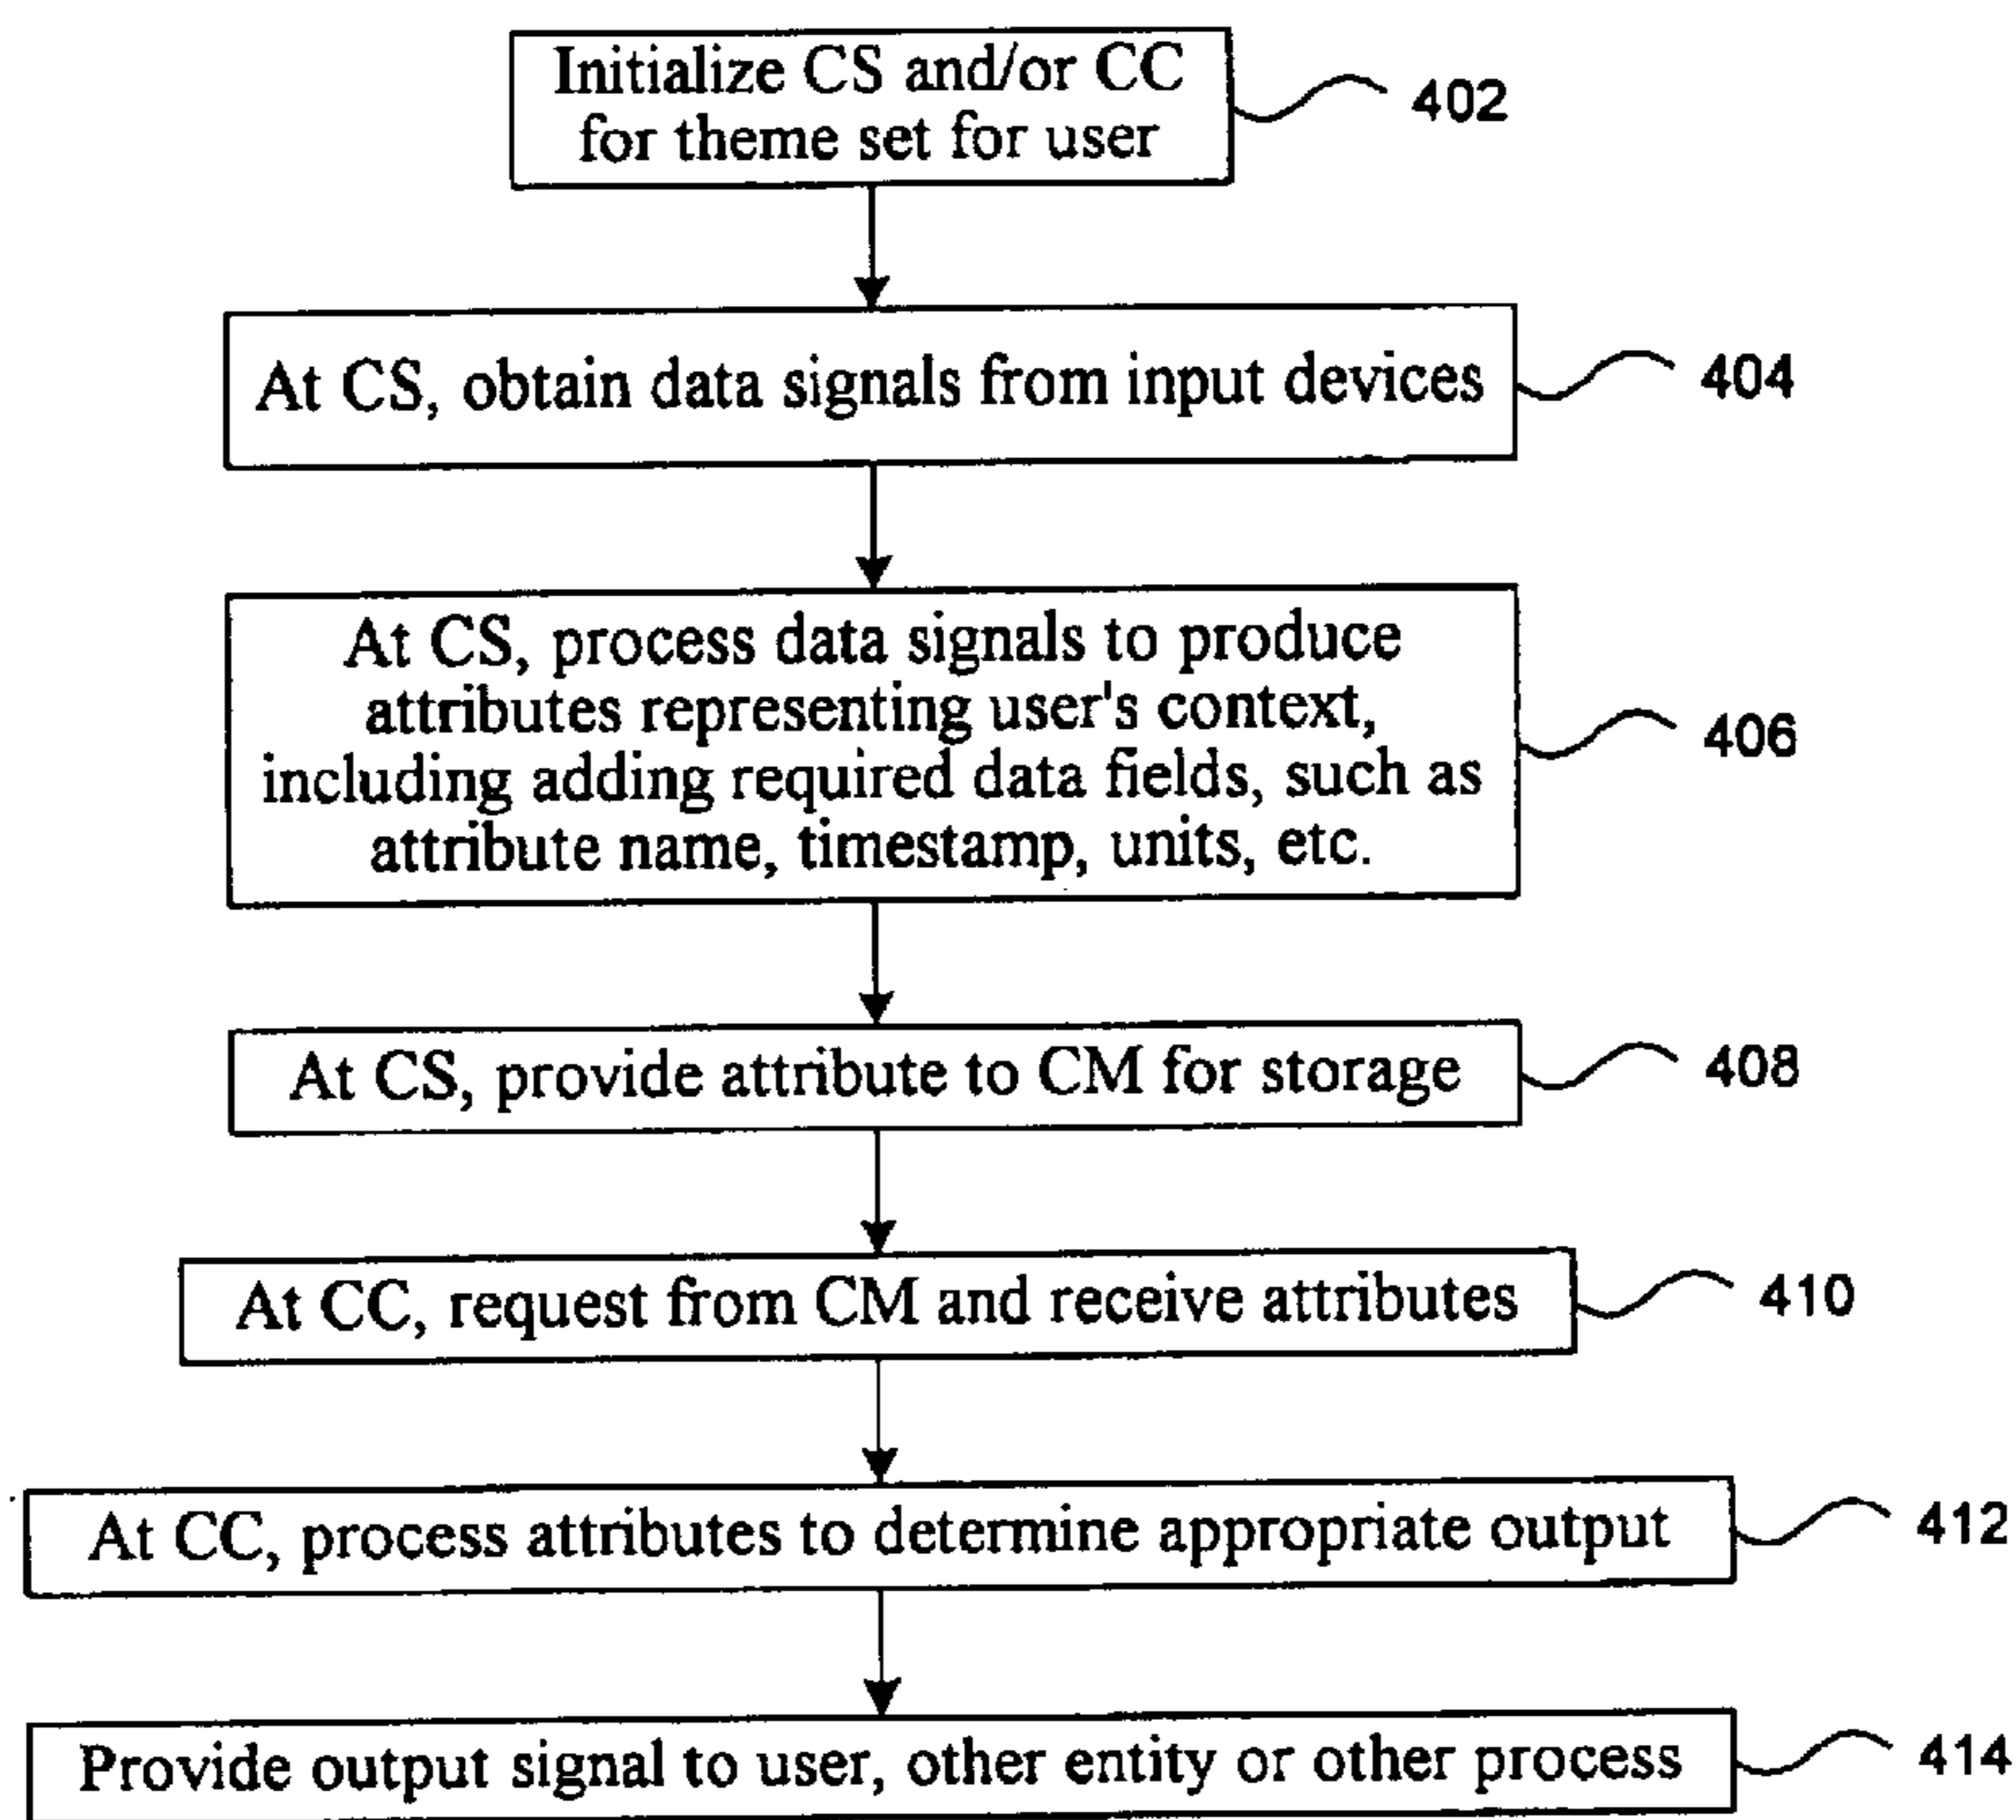 Initialize CS and/or CC
for theme set for user
402
At CS, obtain data signals from input devices
404
At CS, process data signals to produce
attributes representing user's context,
including adding required data fields, such as
attribute name, timestamp, units, etc.
406
At CS, provide attribute to CM for storage
408
At CC, request from CM and receive attributes
410
At CC, process attributes to determine appropriate output
412
Provide output signal to user, other entity or other process
414